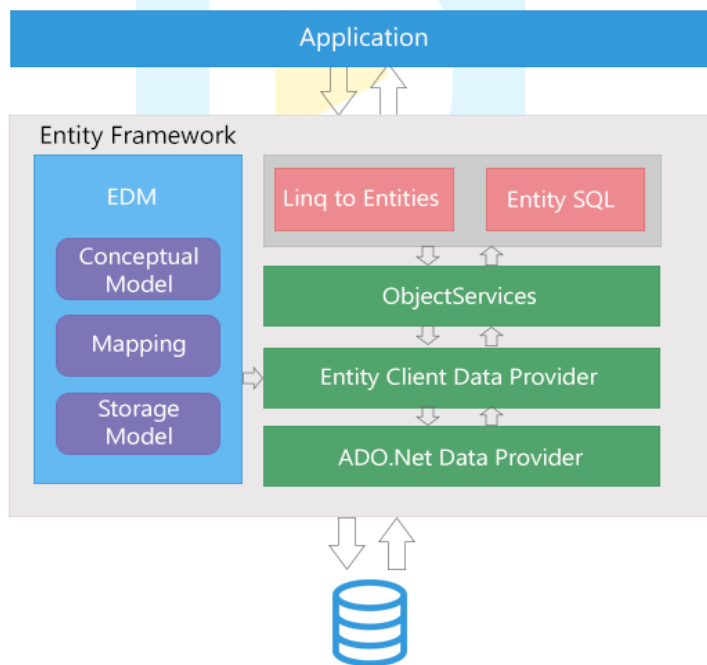 Application
Entity Framework
EDM
Conceptual
Model
Mapping
Storage
Model
Linq to Entities
Entity SQL
ObjectServices
Entity Client Data Provider
ADO.Net Data Provider